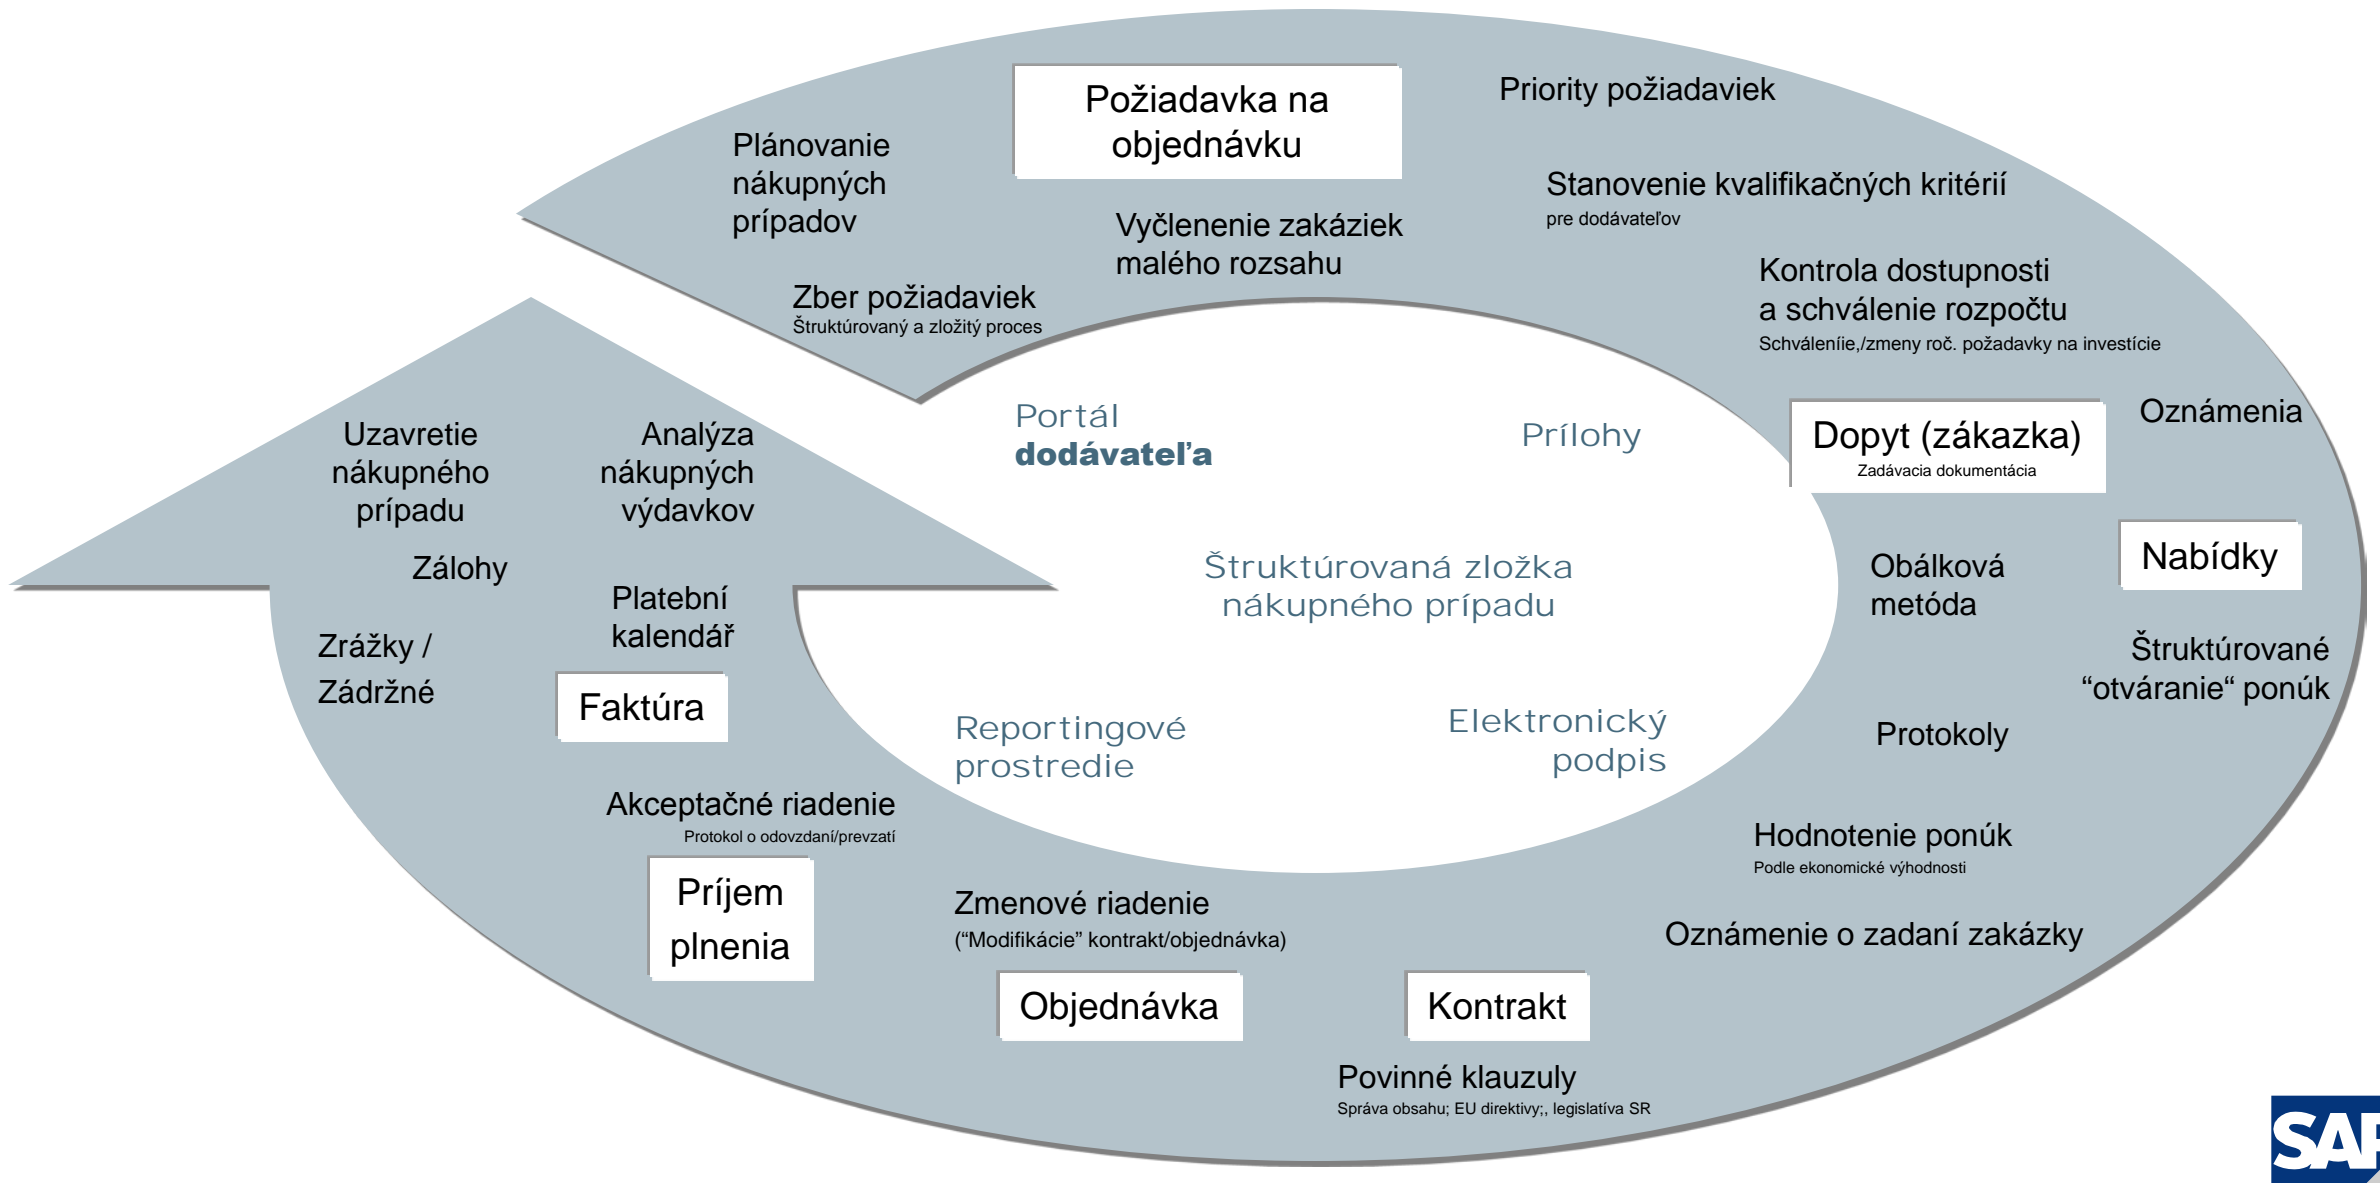 Požiadavka na
objednávku
Priority požiadaviek
Plánovanie
nákupných
prípadov
Stanovenie kvalifikačných kritérií
pre dodávateľov
Vyčlenenie zakáziek
malého rozsahu
Kontrola dostupnosti
a schválenie rozpočtu
Schváleníie,/zmeny roč. požadavky na investície
Zber požiadaviek
Štruktúrovaný a zložitý proces
Portál
dodávateľa
Prílohy
Dopyt (zákazka)
Zadávacia dokumentácia
Oznámenia
Uzavretie
nákupného
prípadu
Analýza
nákupných
výdavkov
Zálohy
Štruktúrovaná zložka
nákupného prípadu
Obálková
metóda
Nabídky
Platební
kalendář
Zrážky /
Zádržné
Štruktúrované
“otváranie“ ponúk
Faktúra
Reportingové
prostredie
Elektronický
podpis
Protokoly
Akceptačné riadenie
Protokol o odovzdaní/prevzatí
Hodnotenie ponúk
Podle ekonomické výhodnosti
Príjem
plnenia
Zmenové riadenie
(“Modifikácie” kontrakt/objednávka)
Oznámenie o zadaní zakázky
Objednávka
Kontrakt
Povinné klauzuly
Správa obsahu; EU direktivy;, legislatíva SR
SAP